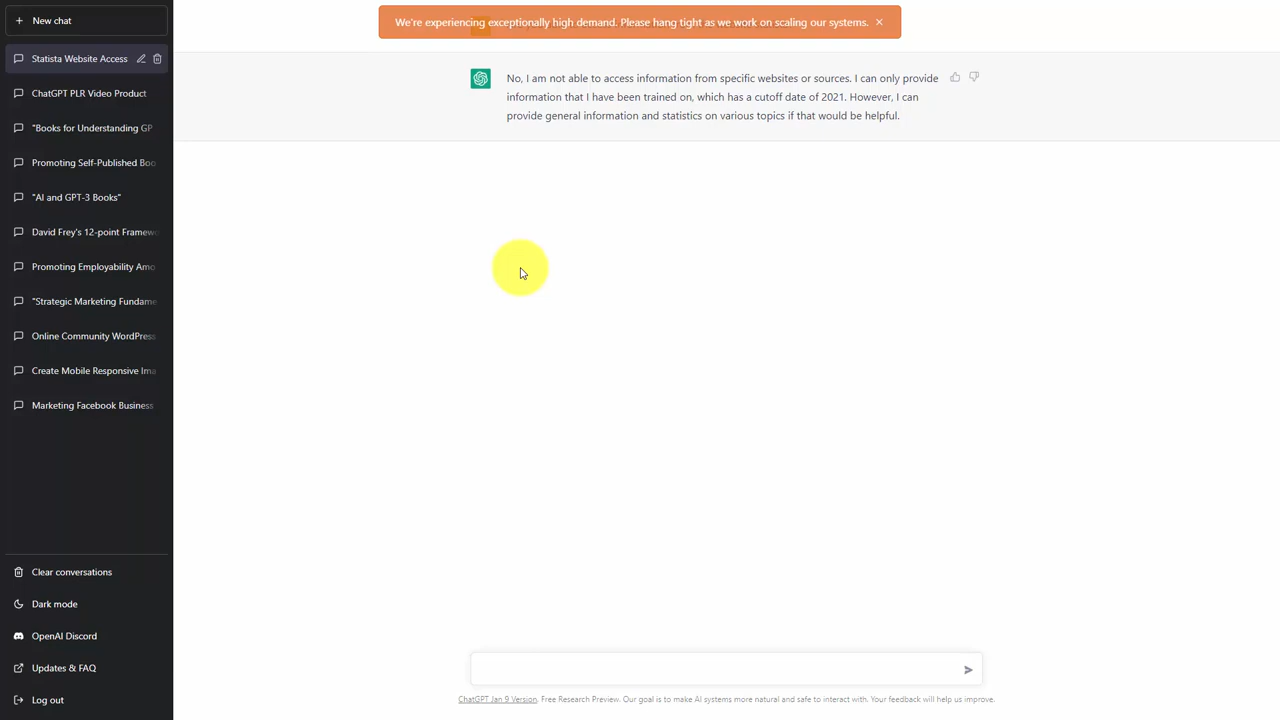 New chat
Statista Website Access
ChatGPT PLR Video Product
"Books for Understanding GP
Promoting Self-Published Boo
"AI and GPT-3 Books"
David Frey's 12-point Framewo
Promoting Employability Amo
"Strategic Marketing Fundame
Online Community WordPress
Create Mobile Responsive Ima
Marketing Facebook Business
Clear conversations
Dark mode
OpenAI Discord
Updates & FAQ
Log out
We're experiencing exceptionally high demand. Please hang tight as we work on scaling our systems.
No, I am not able to access information from specific websites or sources. I can only provide
information that I have been trained on, which has a cutoff date of 2021. However, I can
provide general information and statistics on various topics if that would be helpful.
ChatGPT Jan 9 Version. Free Research Preview. Our goal is to make AI systems more natural and safe to interact with. Your feedback will help us improve.